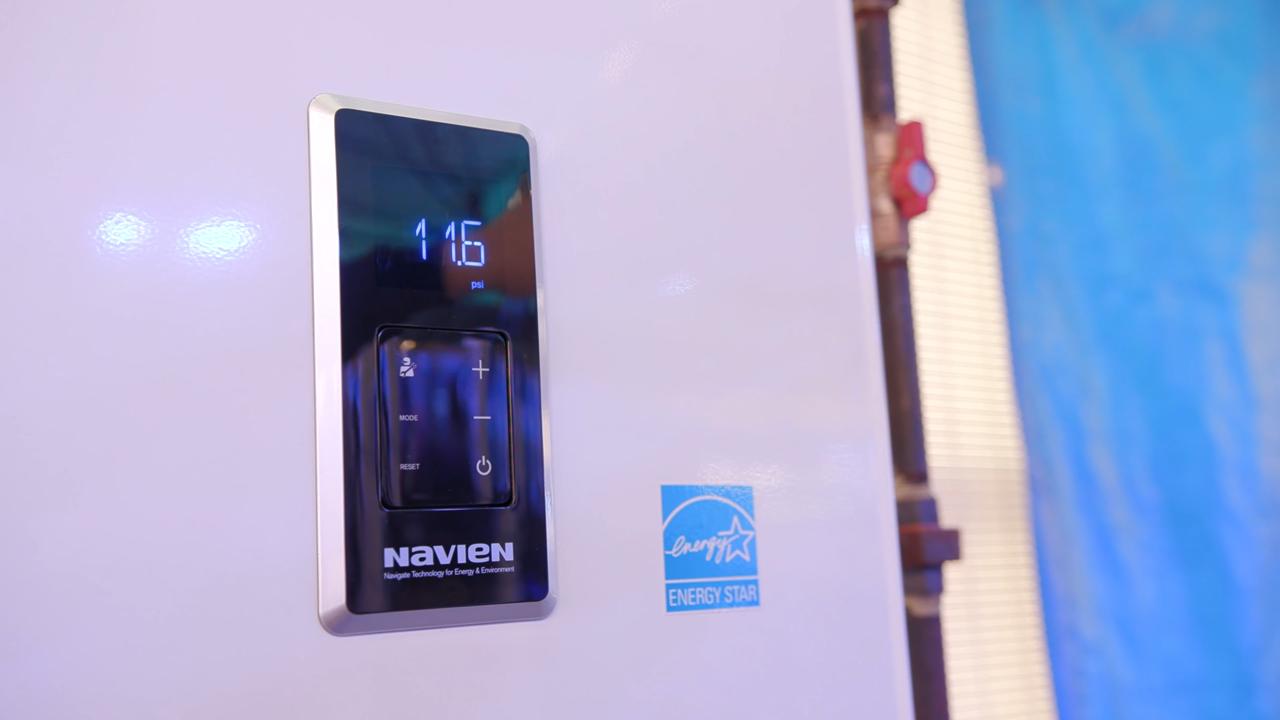 11.6
psi
+
MODE
−
RESET
NAVIEN
Navigate Technology for Energy & Environment
energy
ENERGY STAR